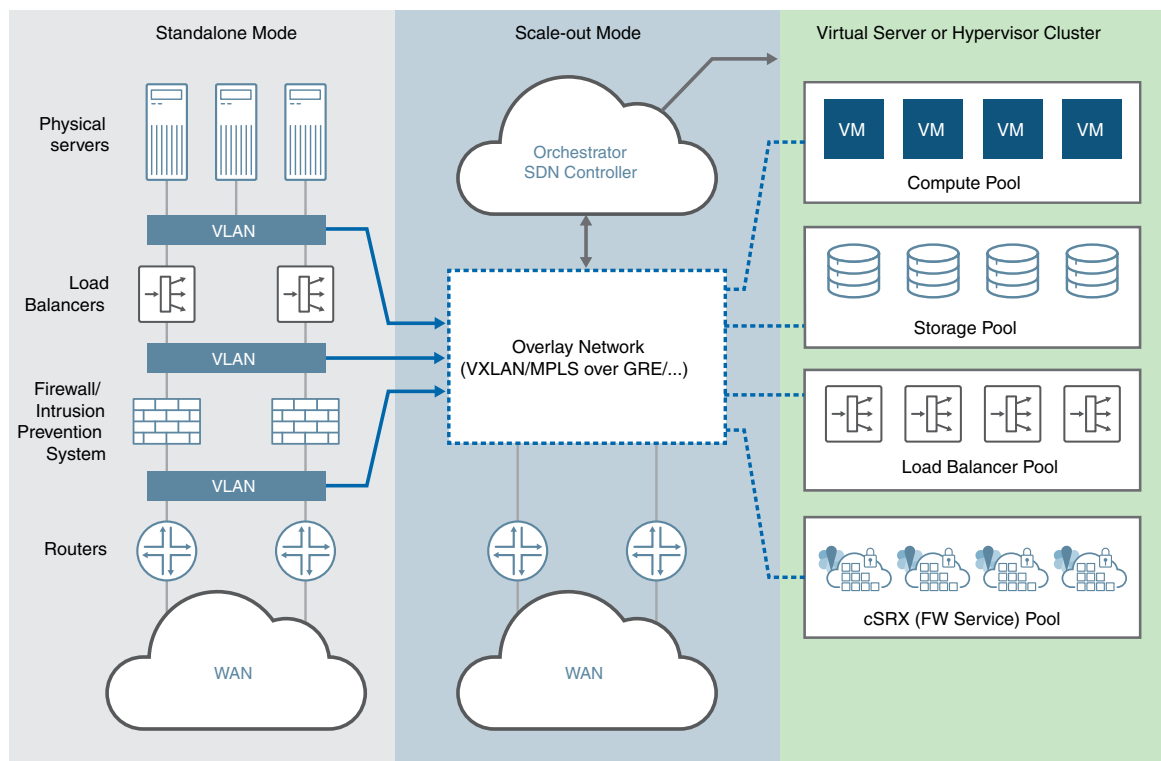 Standalone Mode
Physical
servers
VLAN
Load
Balancers
VLAN
Firewall/
Intrusion
Prevention
System
VLAN
Routers
WAN
Scale-out Mode
Orchestrator
SDN Controller
Overlay Network
(VXLAN/MPLS over GRE/...)
WAN
Virtual Server or Hypervisor Cluster
VM VM VM VM
Compute Pool
Storage Pool
Load Balancer Pool
cSRX (FW Service) Pool